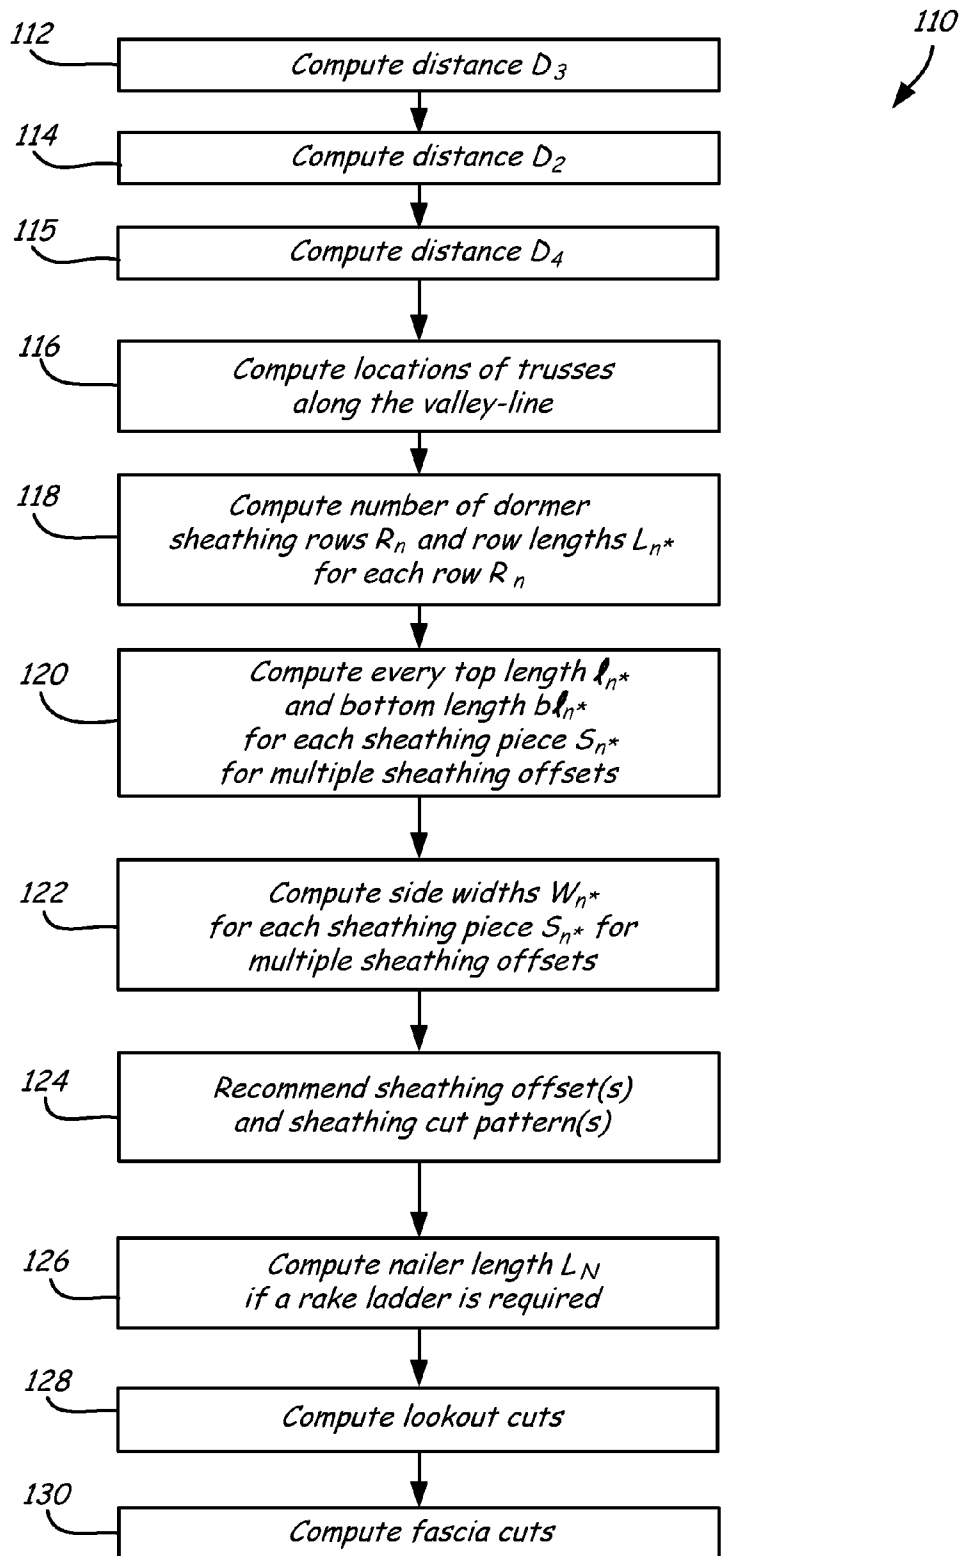 110
112
Compute distance D3
114
Compute distance D2
115
Compute distance D4
116
Compute locations of trusses
along the valley-line
118
Compute number of dormer
sheathing rows Rn and row lengths Ln*
for each row Rn
120
Compute every top length ℓn*
and bottom length bℓn*
for each sheathing piece Sn*
for multiple sheathing offsets
122
Compute side widths Wn*
for each sheathing piece Sn* for
multiple sheathing offsets
124
Recommend sheathing offset(s)
and sheathing cut pattern(s)
126
Compute nailer length LN
if a rake ladder is required
128
Compute lookout cuts
130
Compute fascia cuts